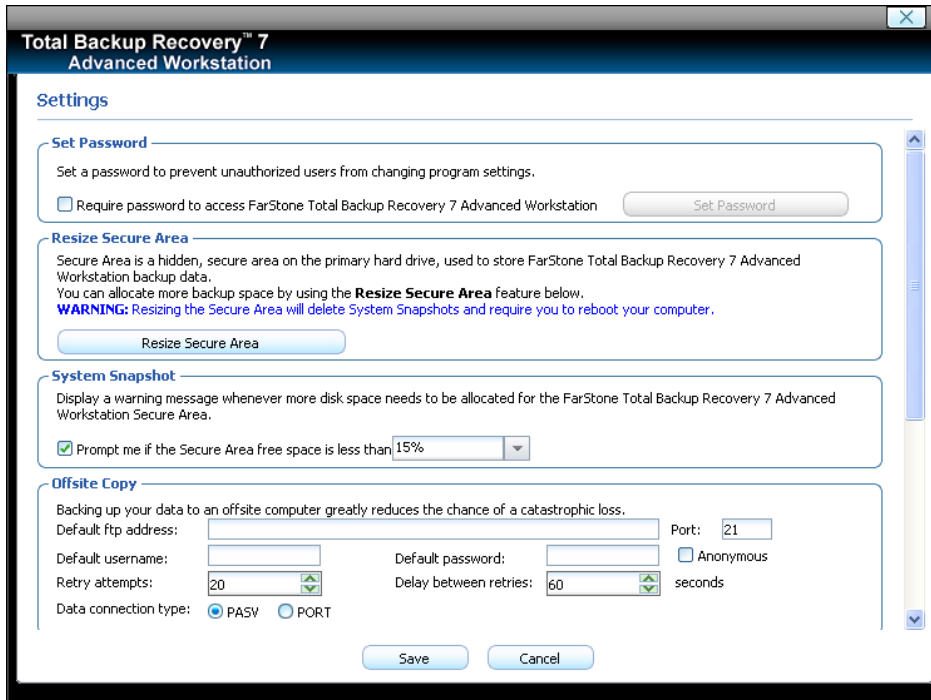 Total Backup Recovery™ 7
Advanced Workstation
Settings
Set Password
Set a password to prevent unauthorized users from changing program settings.
Require password to access FarStone Total Backup Recovery 7 Advanced Workstation
Set Password
Resize Secure Area
Secure Area is a hidden, secure area on the primary hard drive, used to store FarStone Total Backup Recovery 7 Advanced
Workstation backup data.
You can allocate more backup space by using the Resize Secure Area feature below.
WARNING: Resizing the Secure Area will delete System Snapshots and require you to reboot your computer.
Resize Secure Area
System Snapshot
Display a warning message whenever more disk space needs to be allocated for the FarStone Total Backup Recovery 7 Advanced
Workstation Secure Area.
Prompt me if the Secure Area free space is less than 15%
Offsite Copy
Backing up your data to an offsite computer greatly reduces the chance of a catastrophic loss.
Default ftp address: Port: 21
Default username: Default password: Anonymous
Retry attempts: 20 Delay between retries: 60 seconds
Data connection type: PASV PORT
Save Cancel